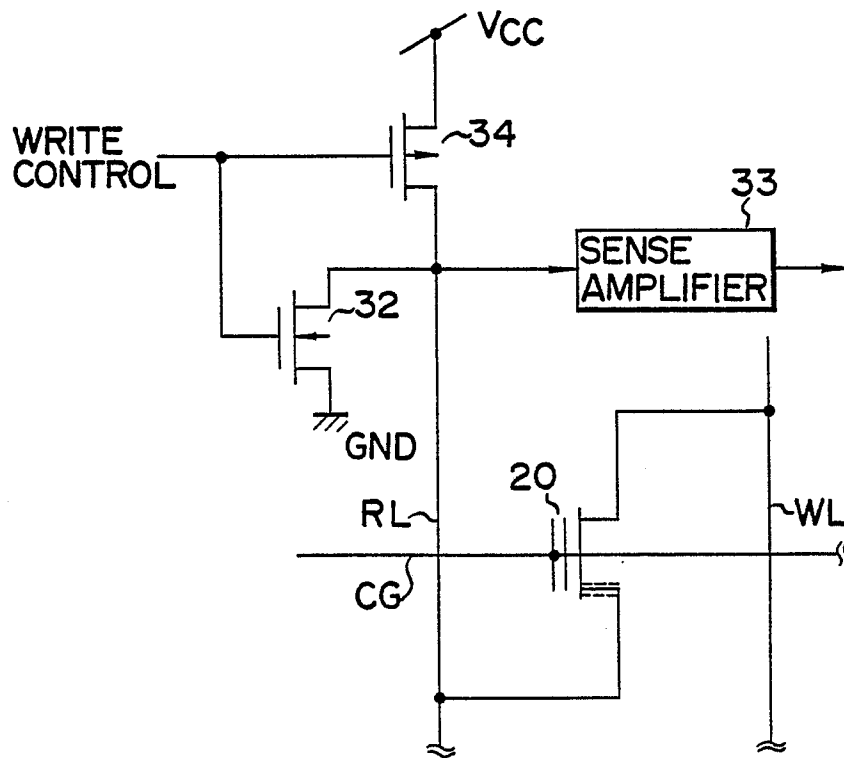 VCC
WRITE
CONTROL
34
33
SENSE
AMPLIFIER
32
GND
20
RL
WL
CG